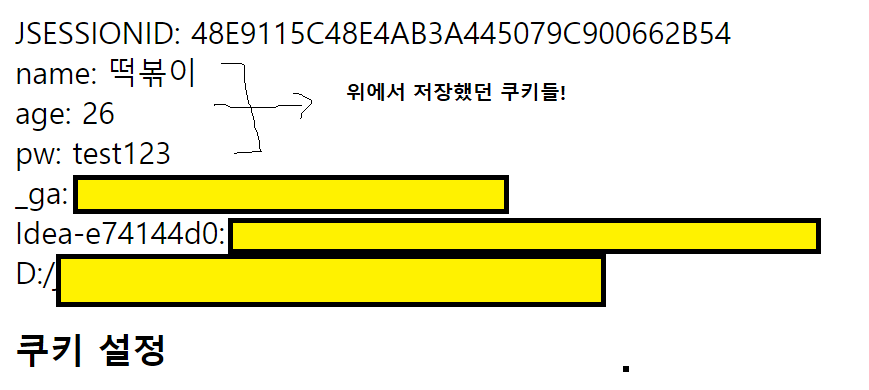 JSESSIONID: 48E9115C48E4AB3A445079C900662B54
name: 떡볶이
위에서 저장했던 쿠키들!
age: 26
pw: test123
_ga:
Idea-e74144d0:
D:/
쿠키 설정